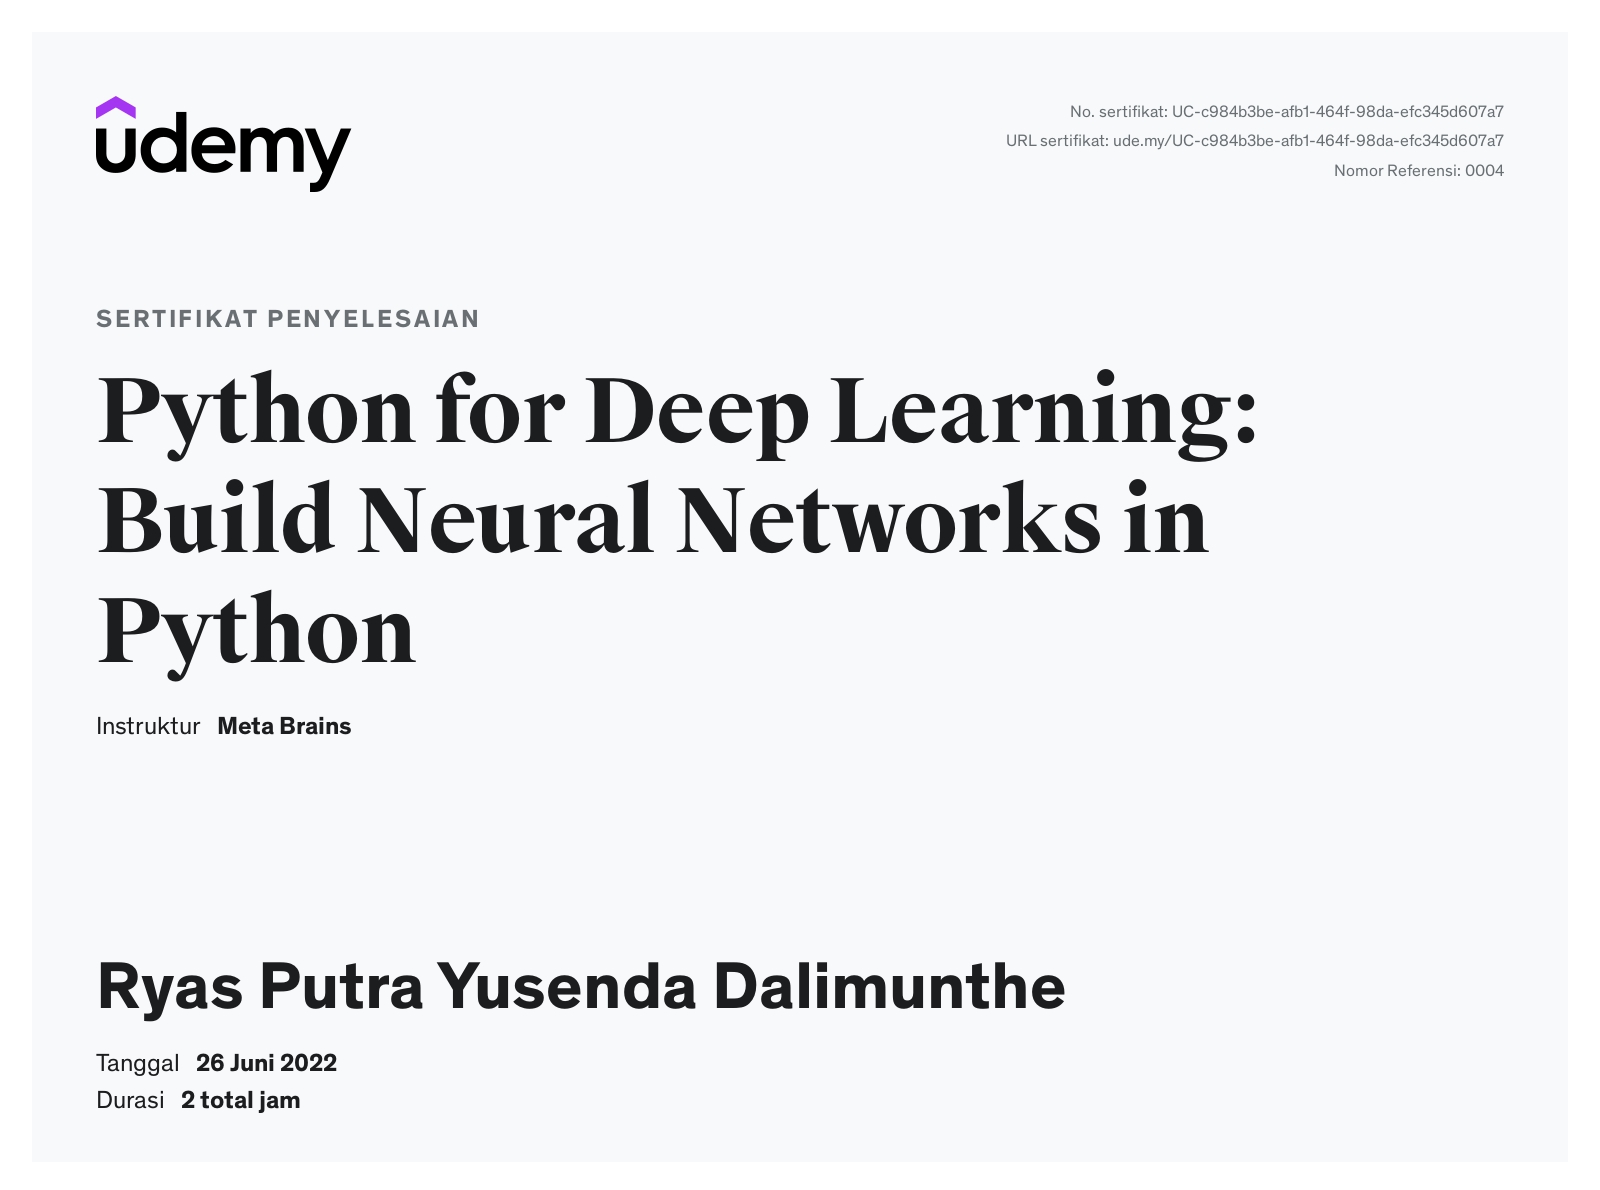 udemy
No. sertifikat: UC-c984b3be-afb1-464f-98da-efc345d607a7
URL sertifikat: ude.my/UC-c984b3be-afb1-464f-98da-efc345d607a7
Nomor Referensi: 0004
SERTIFIKAT PENYELESAIAN
Python for Deep Learning:
Build Neural Networks in
Python
Instruktur Meta Brains
Ryas Putra Yusenda Dalimunthe
Tanggal 26 Juni 2022
Durasi 2 total jam